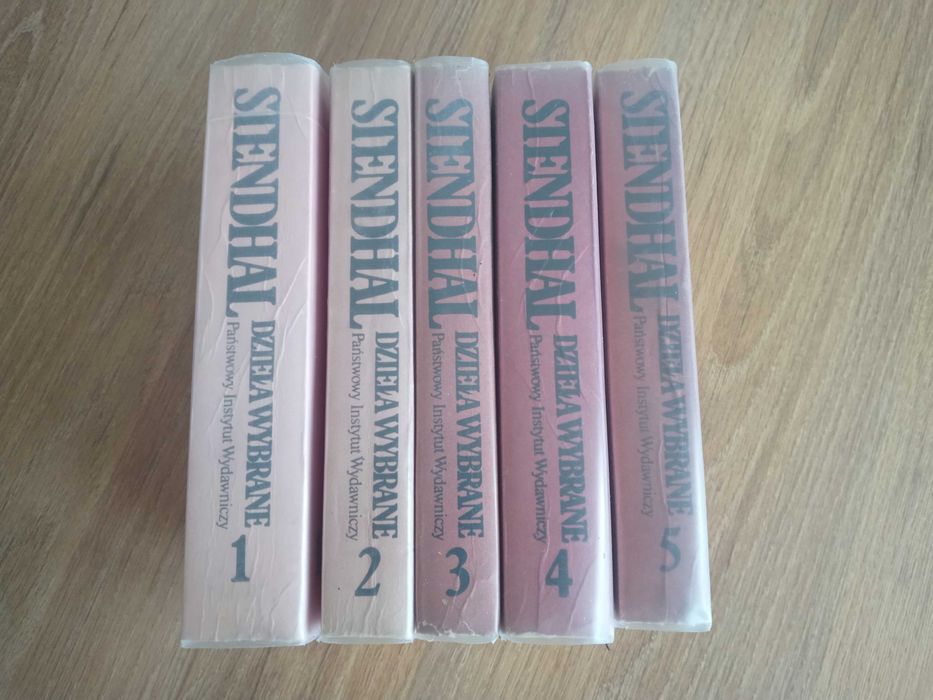 STENDHAL
DZIEŁA WYBRANE
Państwowy Instytut Wydawniczy
1
STENDHAL
DZIEŁA WYBRANE
Państwowy Instytut Wydawniczy
2
STENDHAL
DZIEŁA WYBRANE
Państwowy Instytut Wydawniczy
3
STENDHAL
DZIEŁA WYBRANE
Państwowy Instytut Wydawniczy
4
STENDHAL
DZIEŁA WYBRANE
Państwowy Instytut Wydawniczy
5